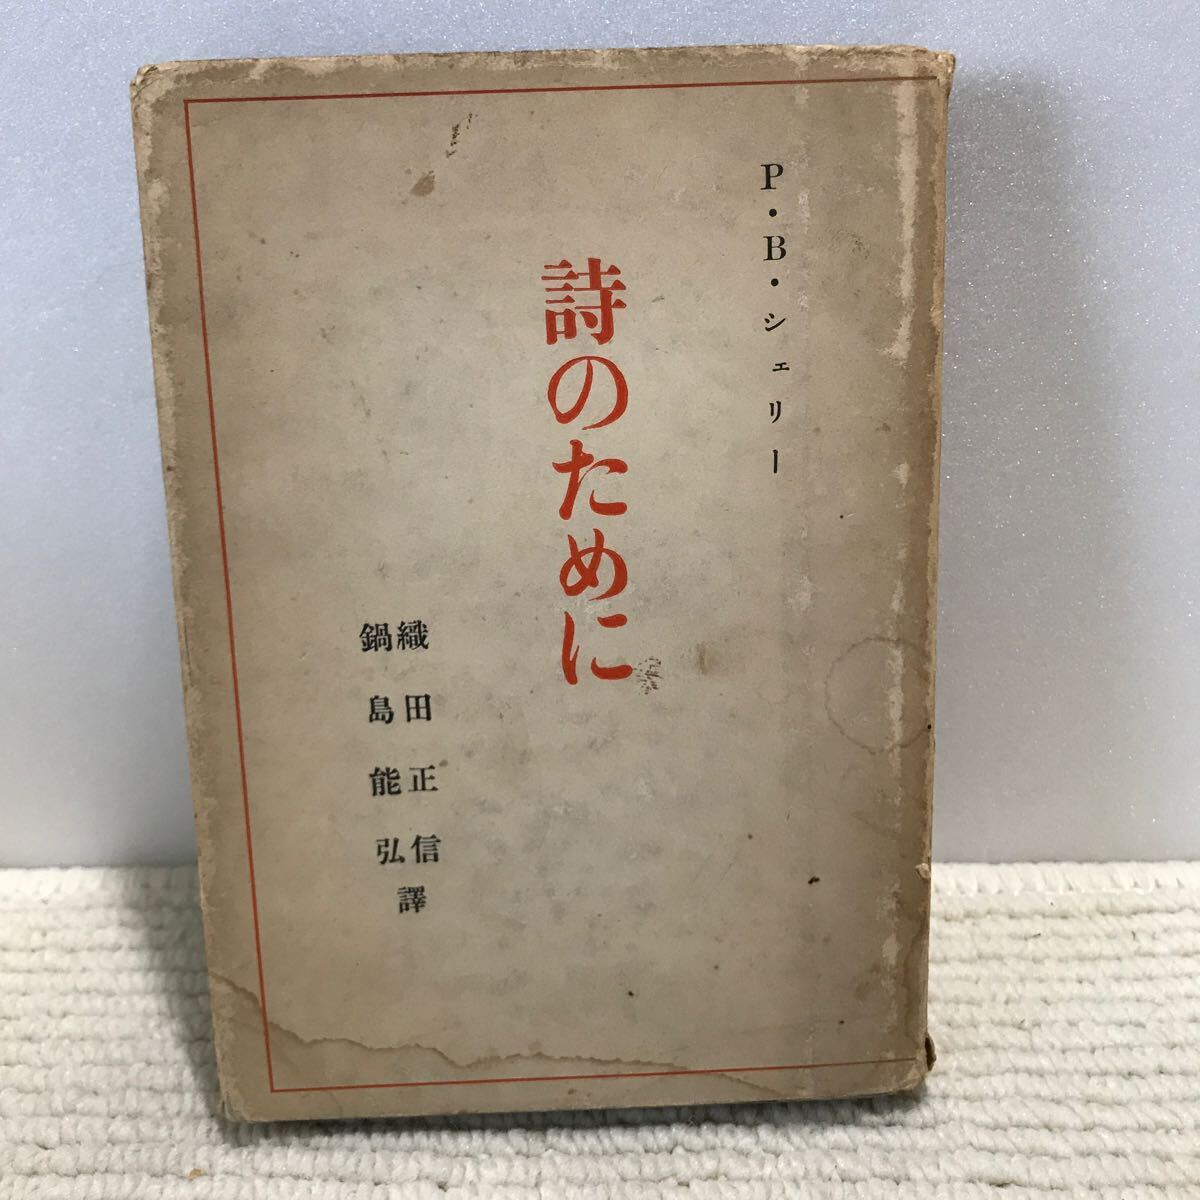 P・B・シェリー
詩のために
織田正信
鍋島能弘
譯